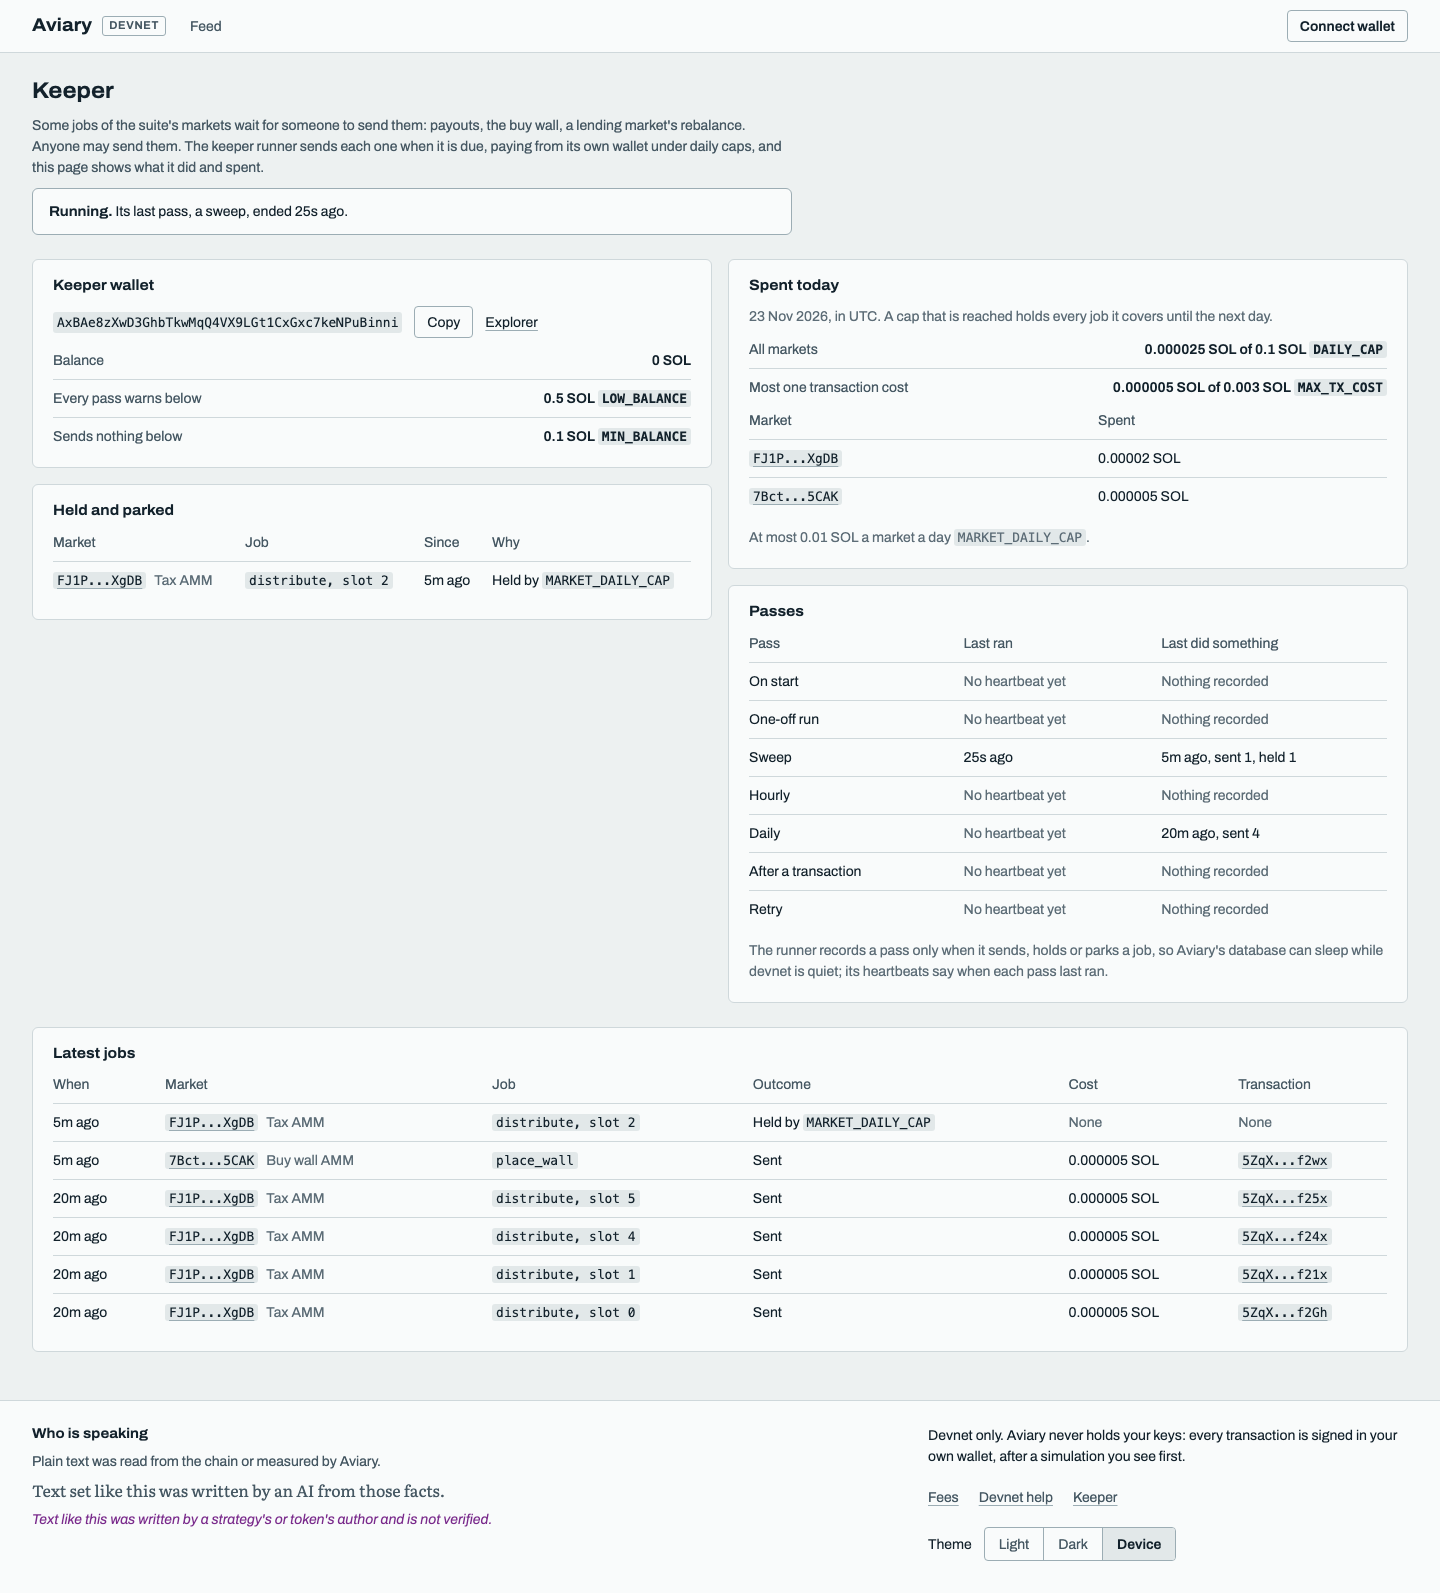 Aviary DEVNET Feed Connect wallet
Keeper
Some jobs of the suite's markets wait for someone to send them: payouts, the buy wall, a lending market's rebalance.
Anyone may send them. The keeper runner sends each one when it is due, paying from its own wallet under daily caps, and
this page shows what it did and spent.
Running. Its last pass, a sweep, ended 25s ago.
Keeper wallet
AxBAe8zXwD3GhbTkwMqQ4VX9LGt1CxGxc7keNPuBinni Copy Explorer
Balance 0 SOL
Every pass warns below 0.5 SOL LOW_BALANCE
Sends nothing below 0.1 SOL MIN_BALANCE
Held and parked
Market Job Since Why
FJ1P...XgDB Tax AMM distribute, slot 2 5m ago Held by MARKET_DAILY_CAP
Spent today
23 Nov 2026, in UTC. A cap that is reached holds every job it covers until the next day.
All markets 0.000025 SOL of 0.1 SOL DAILY_CAP
Most one transaction cost 0.000005 SOL of 0.003 SOL MAX_TX_COST
Market Spent
FJ1P...XgDB 0.00002 SOL
7Bct...5CAK 0.000005 SOL
At most 0.01 SOL a market a day MARKET_DAILY_CAP.
Passes
Pass Last ran Last did something
On start No heartbeat yet Nothing recorded
One-off run No heartbeat yet Nothing recorded
Sweep 25s ago 5m ago, sent 1, held 1
Hourly No heartbeat yet Nothing recorded
Daily No heartbeat yet 20m ago, sent 4
After a transaction No heartbeat yet Nothing recorded
Retry No heartbeat yet Nothing recorded
The runner records a pass only when it sends, holds or parks a job, so Aviary's database can sleep while
devnet is quiet; its heartbeats say when each pass last ran.
Latest jobs
When Market Job Outcome Cost Transaction
5m ago FJ1P...XgDB Tax AMM distribute, slot 2 Held by MARKET_DAILY_CAP None None
5m ago 7Bct...5CAK Buy wall AMM place_wall Sent 0.000005 SOL 5ZqX...f2wx
20m ago FJ1P...XgDB Tax AMM distribute, slot 5 Sent 0.000005 SOL 5ZqX...f25x
20m ago FJ1P...XgDB Tax AMM distribute, slot 4 Sent 0.000005 SOL 5ZqX...f24x
20m ago FJ1P...XgDB Tax AMM distribute, slot 1 Sent 0.000005 SOL 5ZqX...f21x
20m ago FJ1P...XgDB Tax AMM distribute, slot 0 Sent 0.000005 SOL 5ZqX...f2Gh
Who is speaking
Plain text was read from the chain or measured by Aviary.
Text set like this was written by an AI from those facts.
Text like this was written by a strategy's or token's author and is not verified.
Devnet only. Aviary never holds your keys: every transaction is signed in your
own wallet, after a simulation you see first.
Fees Devnet help Keeper
Theme Light Dark Device